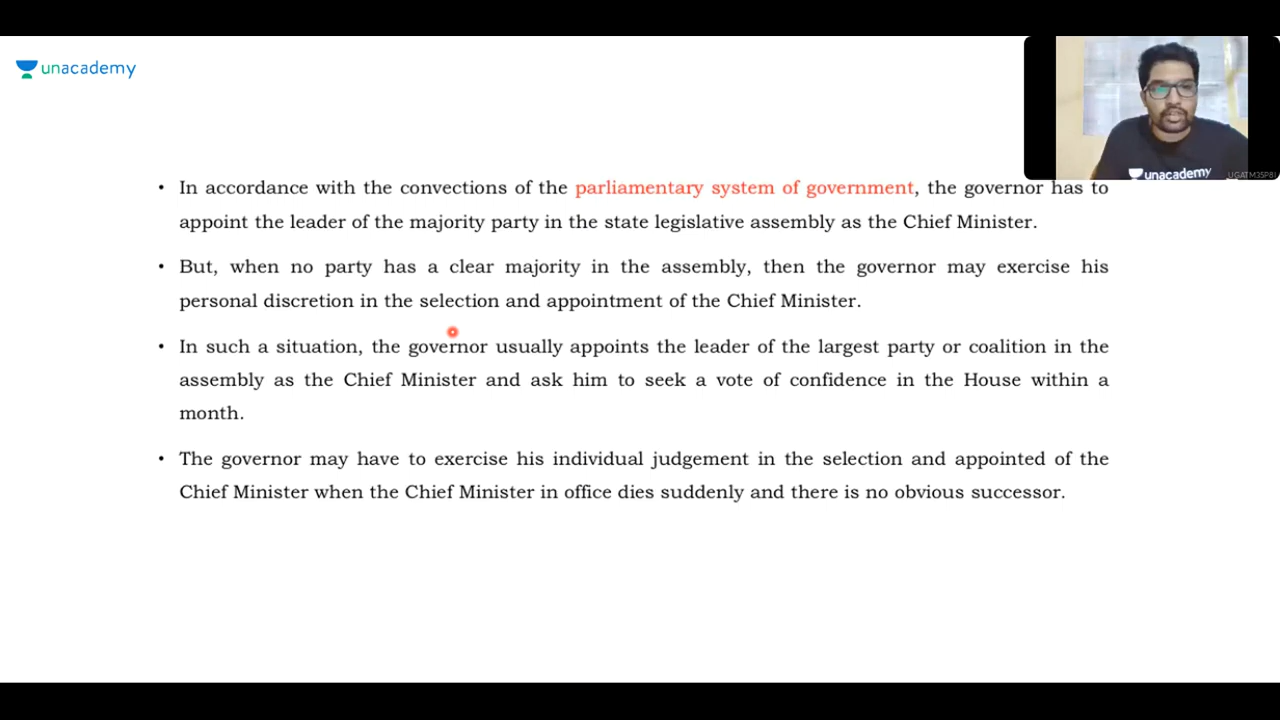 unacademy
unacademy
UGATM35P8I
• In accordance with the convections of the parliamentary system of government, the governor has to
appoint the leader of the majority party in the state legislative assembly as the Chief Minister.
• But, when no party has a clear majority in the assembly, then the governor may exercise his
personal discretion in the selection and appointment of the Chief Minister.
• In such a situation, the governor usually appoints the leader of the largest party or coalition in the
assembly as the Chief Minister and ask him to seek a vote of confidence in the House within a
month.
• The governor may have to exercise his individual judgement in the selection and appointed of the
Chief Minister when the Chief Minister in office dies suddenly and there is no obvious successor.